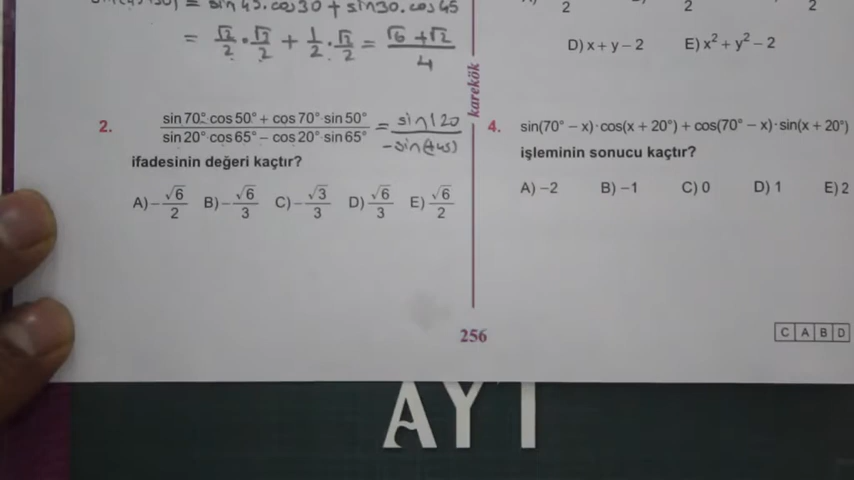 = sin45.cos30 + sin30.cos45
= √2/2 . √3/2 + 1/2 . √2/2 = √6 + √2 / 4
2. sin 70° cos 50° + cos 70° sin 50° / sin 20° cos 65° − cos 20° sin 65° = sin120 / -sin(+45)
ifadesinin değeri kaçtır?
A) −√6/2 B) −√6/3 C) −√3/3 D) √6/3 E) √6/2
karekök
2 2 2
D) x + y − 2 E) x² + y² − 2
4. sin(70° − x)·cos(x + 20°) + cos(70° − x)·sin(x + 20°)
işleminin sonucu kaçtır?
A) −2 B) −1 C) 0 D) 1 E) 2
256
C A B D
AYT